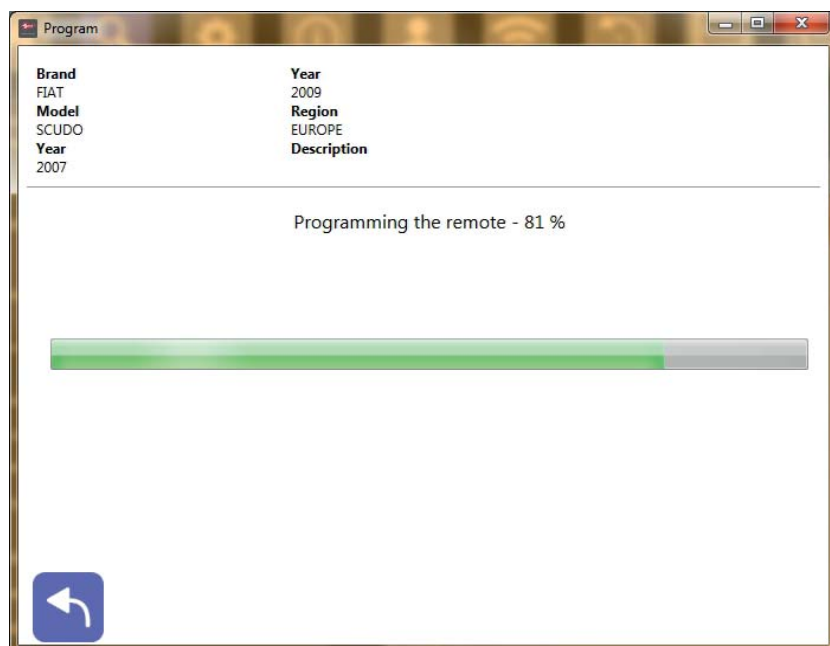 Program
Brand
FIAT
Model
SCUDO
Year
2007
Year
2009
Region
EUROPE
Description
Programming the remote - 81 %